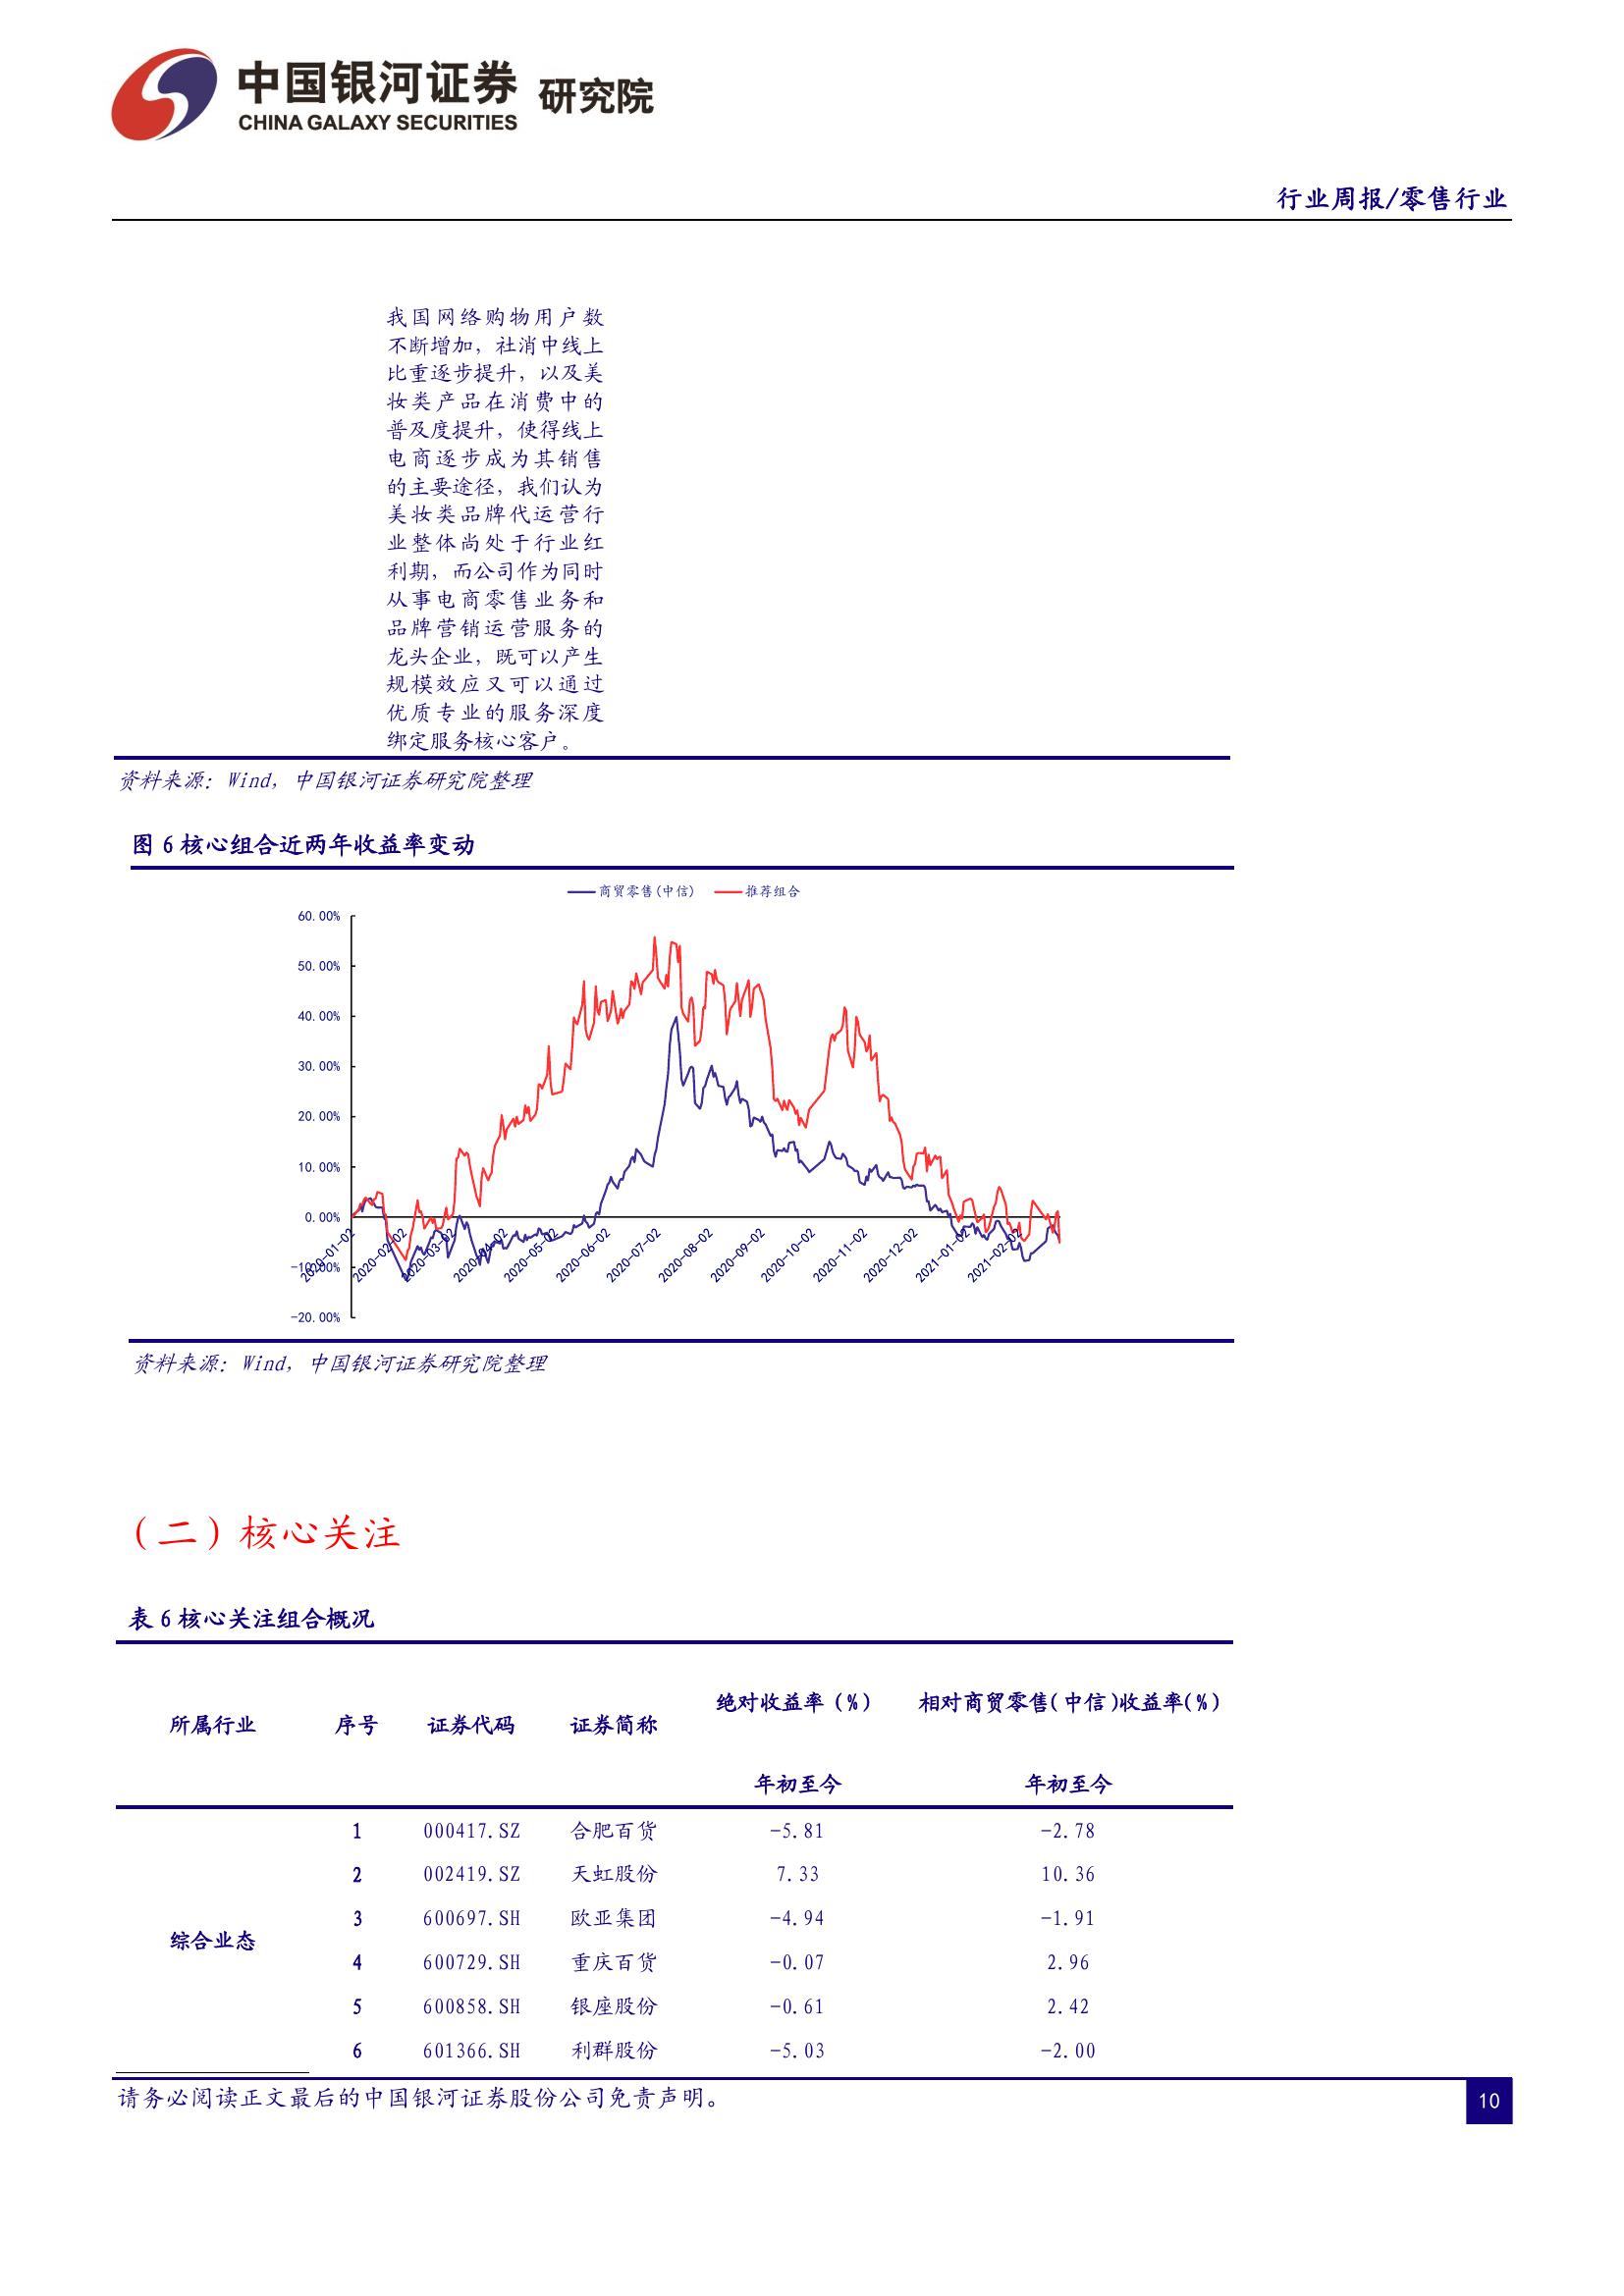 中国银河证券 研究院
CHINA GALAXY SECURITIES
行业周报/零售行业
我国网络购物用户数
不断增加，社消中线上
比重逐步提升，以及美
妆类产品在消费中的
普及度提升，使得线上
电商逐步成为其销售
的主要途径，我们认为
美妆类品牌代运营行
业整体尚处于行业红
利期，而公司作为同时
从事电商零售业务和
品牌营销运营服务的
龙头企业，既可以产生
规模效应又可以通过
优质专业的服务深度
绑定服务核心客户。
资料来源：Wind，中国银河证券研究院整理
图 6 核心组合近两年收益率变动
商贸零售(中信) 推荐组合
60.00%
50.00%
40.00%
30.00%
20.00%
10.00%
0.00%
-10.00%
-20.00%
2020-01-02 2020-02-02 2020-03-02 2020-04-02 2020-05-02 2020-06-02 2020-07-02 2020-08-02 2020-09-02 2020-10-02 2020-11-02 2020-12-02 2021-01-02 2021-02-02
资料来源：Wind，中国银河证券研究院整理
（二）核心关注
表 6 核心关注组合概况
所属行业 序号 证券代码 证券简称 绝对收益率（%） 相对商贸零售(中信)收益率(%)
年初至今 年初至今
综合业态
1 000417.SZ 合肥百货 -5.81 -2.78
2 002419.SZ 天虹股份 7.33 10.36
3 600697.SH 欧亚集团 -4.94 -1.91
4 600729.SH 重庆百货 -0.07 2.96
5 600858.SH 银座股份 -0.61 2.42
6 601366.SH 利群股份 -5.03 -2.00
请务必阅读正文最后的中国银河证券股份公司免责声明。
10